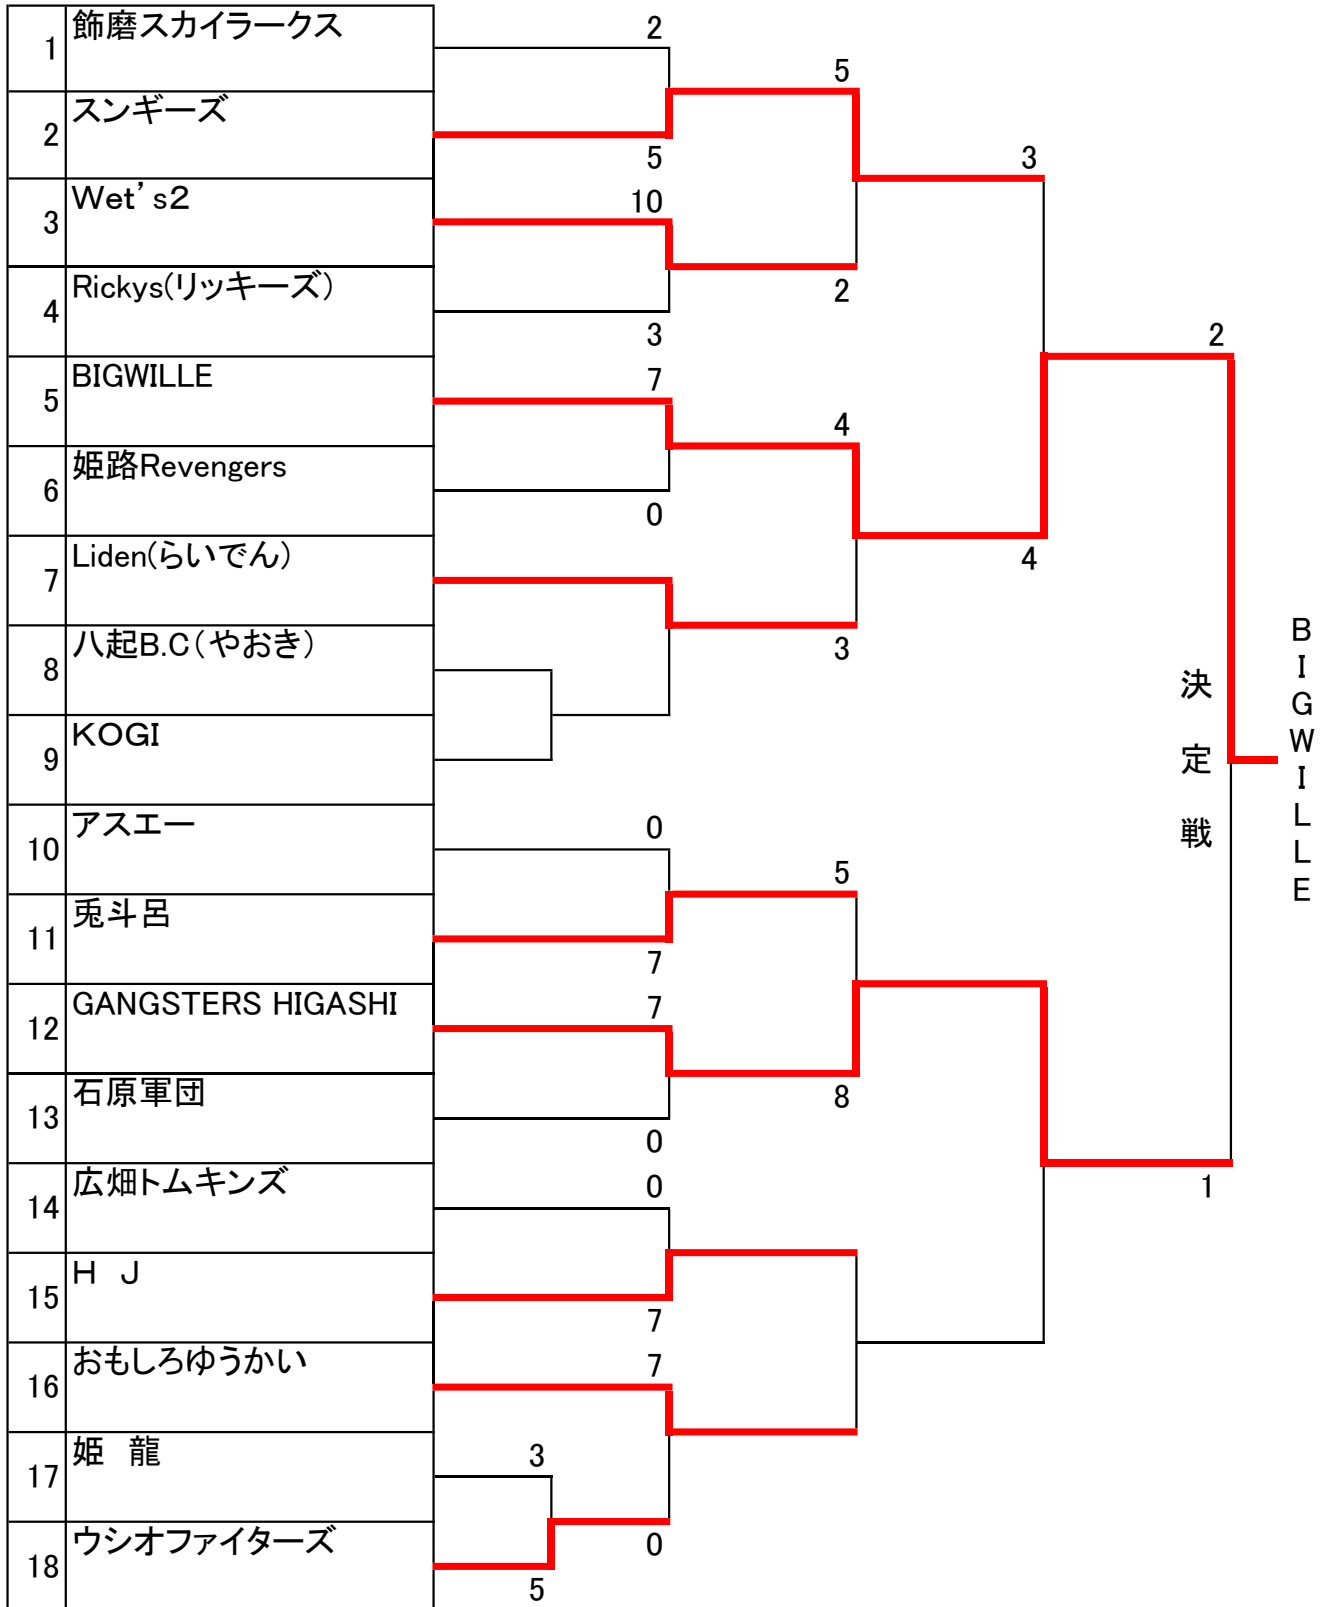 1 飾磨スカイラークス
2 スンギーズ
3 Wet’s2
4 Rickys(リッキーズ)
5 BIGWILLE
6 姫路Revengers
7 Liden(らいでん)
8 八起B.C(やおき)
9 KOGI
10 アスエー
11 兎斗呂
12 GANGSTERS HIGASHI
13 石原軍団
14 広畑トムキンズ
15 H J
16 おもしろゆうかい
17 姫 龍
18 ウシオファイターズ
2
5
10
3
7
0
0
7
7
0
0
7
7
3
5
0
5
2
4
3
5
8
3
4
2
1
決定戦
BIGWILLE